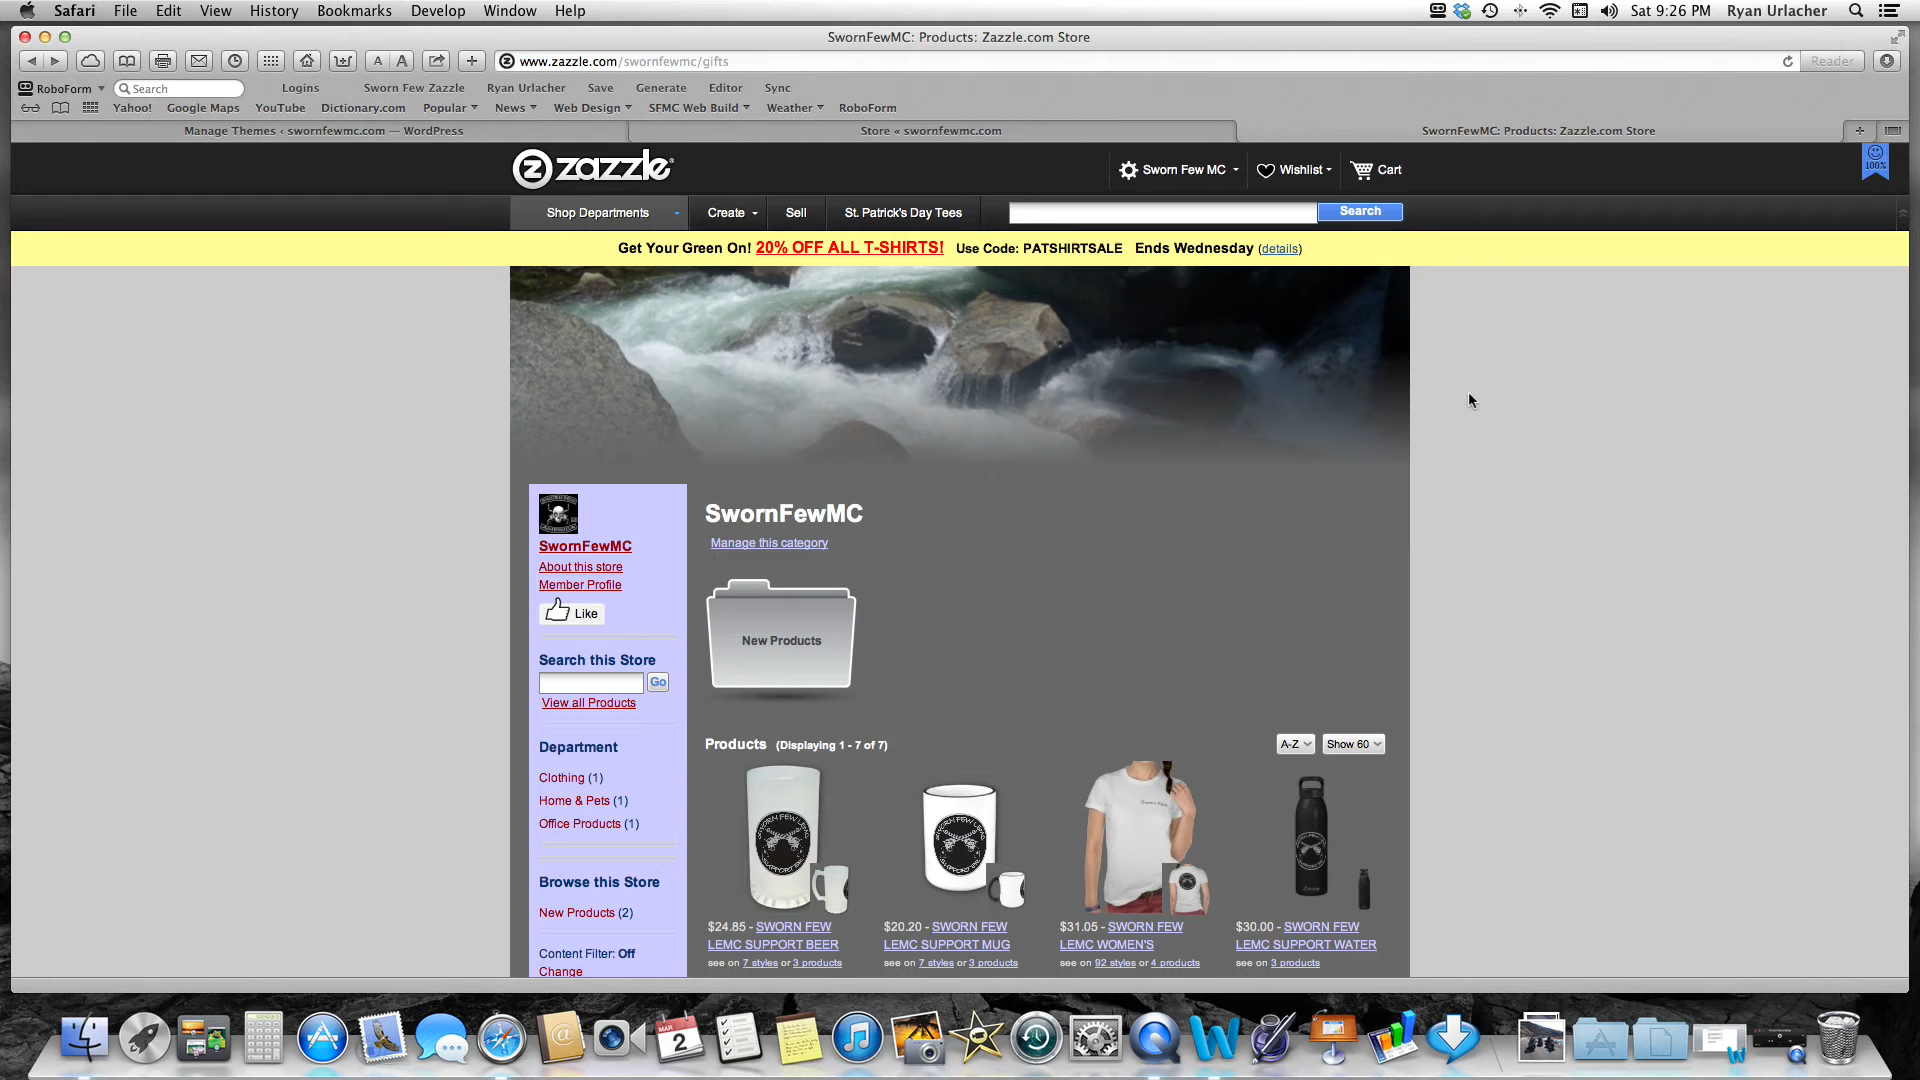 Safari File Edit View History Bookmarks Develop Window Help Sat 9:26 PM Ryan Urlacher
SwornFewMC: Products: Zazzle.com Store
www.zazzle.com/swornfewmc/gifts Reader
RoboForm Search Logins Sworn Few Zazzle Ryan Urlacher Save Generate Editor Sync
Yahoo! Google Maps YouTube Dictionary.com Popular News Web Design SFMC Web Build Weather RoboForm
Manage Themes ‹ swornfewmc.com — WordPress Store « swornfewmc.com SwornFewMC: Products: Zazzle.com Store
zazzle Sworn Few MC Wishlist Cart
100%
Shop Departments Create Sell St. Patrick's Day Tees Search
Get Your Green On! 20% OFF ALL T-SHIRTS! Use Code: PATSHIRTSALE Ends Wednesday (details)
SwornFewMC
About this store
Member Profile
Like
Search this Store
Go
View all Products
Department
Clothing (1)
Home & Pets (1)
Office Products (1)
Browse this Store
New Products (2)
Content Filter: Off
Change
SwornFewMC
Manage this category
New Products
Products (Displaying 1 - 7 of 7) A-Z Show 60
$24.85 - SWORN FEW
LEMC SUPPORT BEER
see on 7 styles or 3 products
$20.20 - SWORN FEW
LEMC SUPPORT MUG
see on 7 styles or 3 products
$31.05 - SWORN FEW
LEMC WOMEN'S
see on 92 styles or 4 products
$30.00 - SWORN FEW
LEMC SUPPORT WATER
see on 3 products
MAR
2